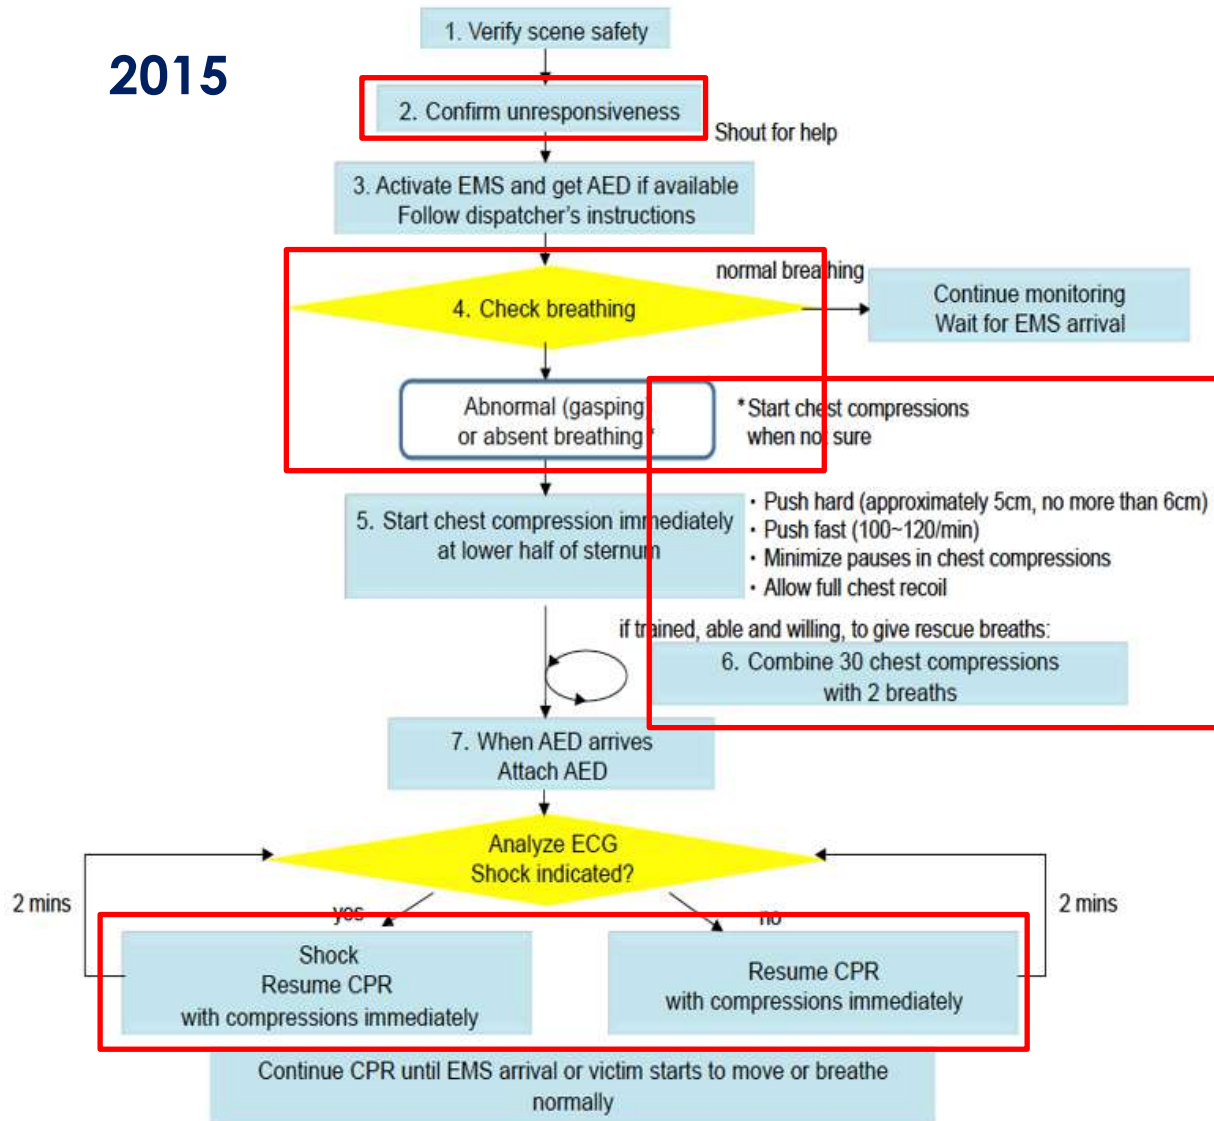 2015
1. Verify scene safety
2. Confirm unresponsiveness
Shout for help
3. Activate EMS and get AED if available
Follow dispatcher's instructions
4. Check breathing
normal breathing
Continue monitoring
Wait for EMS arrival
Abnormal (gasping)
or absent breathing *
* Start chest compressions
when not sure
5. Start chest compression immediately
at lower half of sternum
・Push hard (approximately 5cm, no more than 6cm)
・Push fast (100~120/min)
・Minimize pauses in chest compressions
・Allow full chest recoil
if trained, able and willing, to give rescue breaths:
6. Combine 30 chest compressions
with 2 breaths
7. When AED arrives
Attach AED
Analyze ECG
Shock indicated?
2 mins
2 mins
yes
no
Shock
Resume CPR
with compressions immediately
Resume CPR
with compressions immediately
Continue CPR until EMS arrival or victim starts to move or breathe
normally